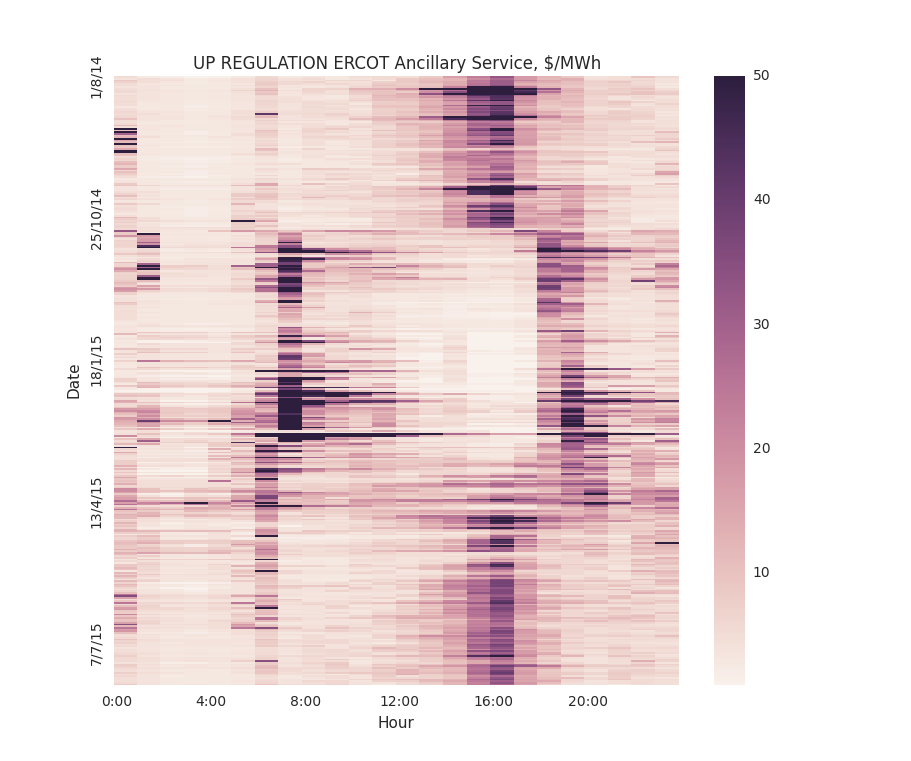 UP REGULATION ERCOT Ancillary Service, $/MWh
1/8/14
25/10/14
18/1/15
13/4/15
7/7/15
Date
0:00 4:00 8:00 12:00 16:00 20:00
Hour
50
40
30
20
10